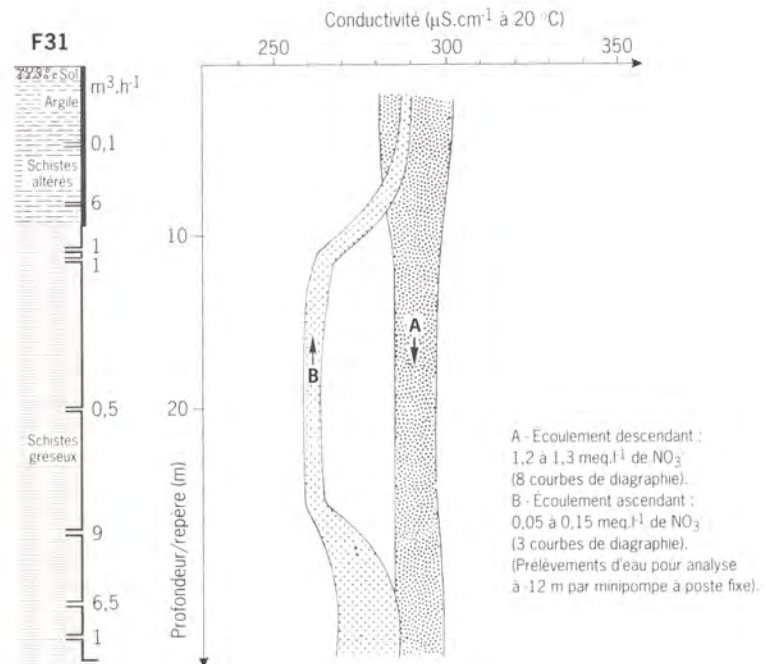 Conductivité (µS.cm⁻¹ à 20 °C)
F31
250
300
350
Sol
m³.h⁻¹
Argile
0,1
Schistes
altérés
6
1
1
10
A
B
0,5
20
Schistes
gréseux
9
6,5
1
Profondeur/repère (m)
A - Écoulement descendant :
1,2 à 1,3 meq.l⁻¹ de NO₃⁻
(8 courbes de diagraphie).
B - Écoulement ascendant :
0,05 à 0,15 meq.l⁻¹ de NO₃⁻
(3 courbes de diagraphie).
(Prélèvements d'eau pour analyse
à -12 m par minipompe à poste fixe).